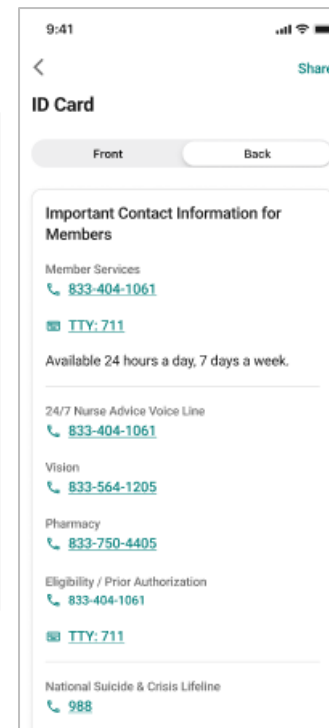 9:41
Share
ID Card
Front Back
Important Contact Information for
Members
Member Services
833-404-1061
TTY: 711
Available 24 hours a day, 7 days a week.
24/7 Nurse Advice Voice Line
833-404-1061
Vision
833-564-1205
Pharmacy
833-750-4405
Eligibility / Prior Authorization
833-404-1061
TTY: 711
National Suicide & Crisis Lifeline
988